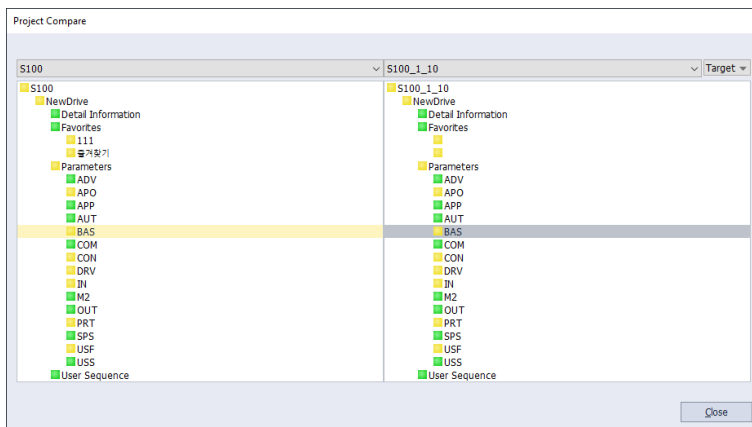 Project Compare
S100
S100_1_10
Target
S100
NewDrive
Detail Information
Favorites
111
즐겨찾기
Parameters
ADV
APO
APP
AUT
BAS
COM
CON
DRV
IN
M2
OUT
PRT
SPS
USF
USS
User Sequence
S100_1_10
NewDrive
Detail Information
Favorites
Parameters
ADV
APO
APP
AUT
BAS
COM
CON
DRV
IN
M2
OUT
PRT
SPS
USF
USS
User Sequence
Close